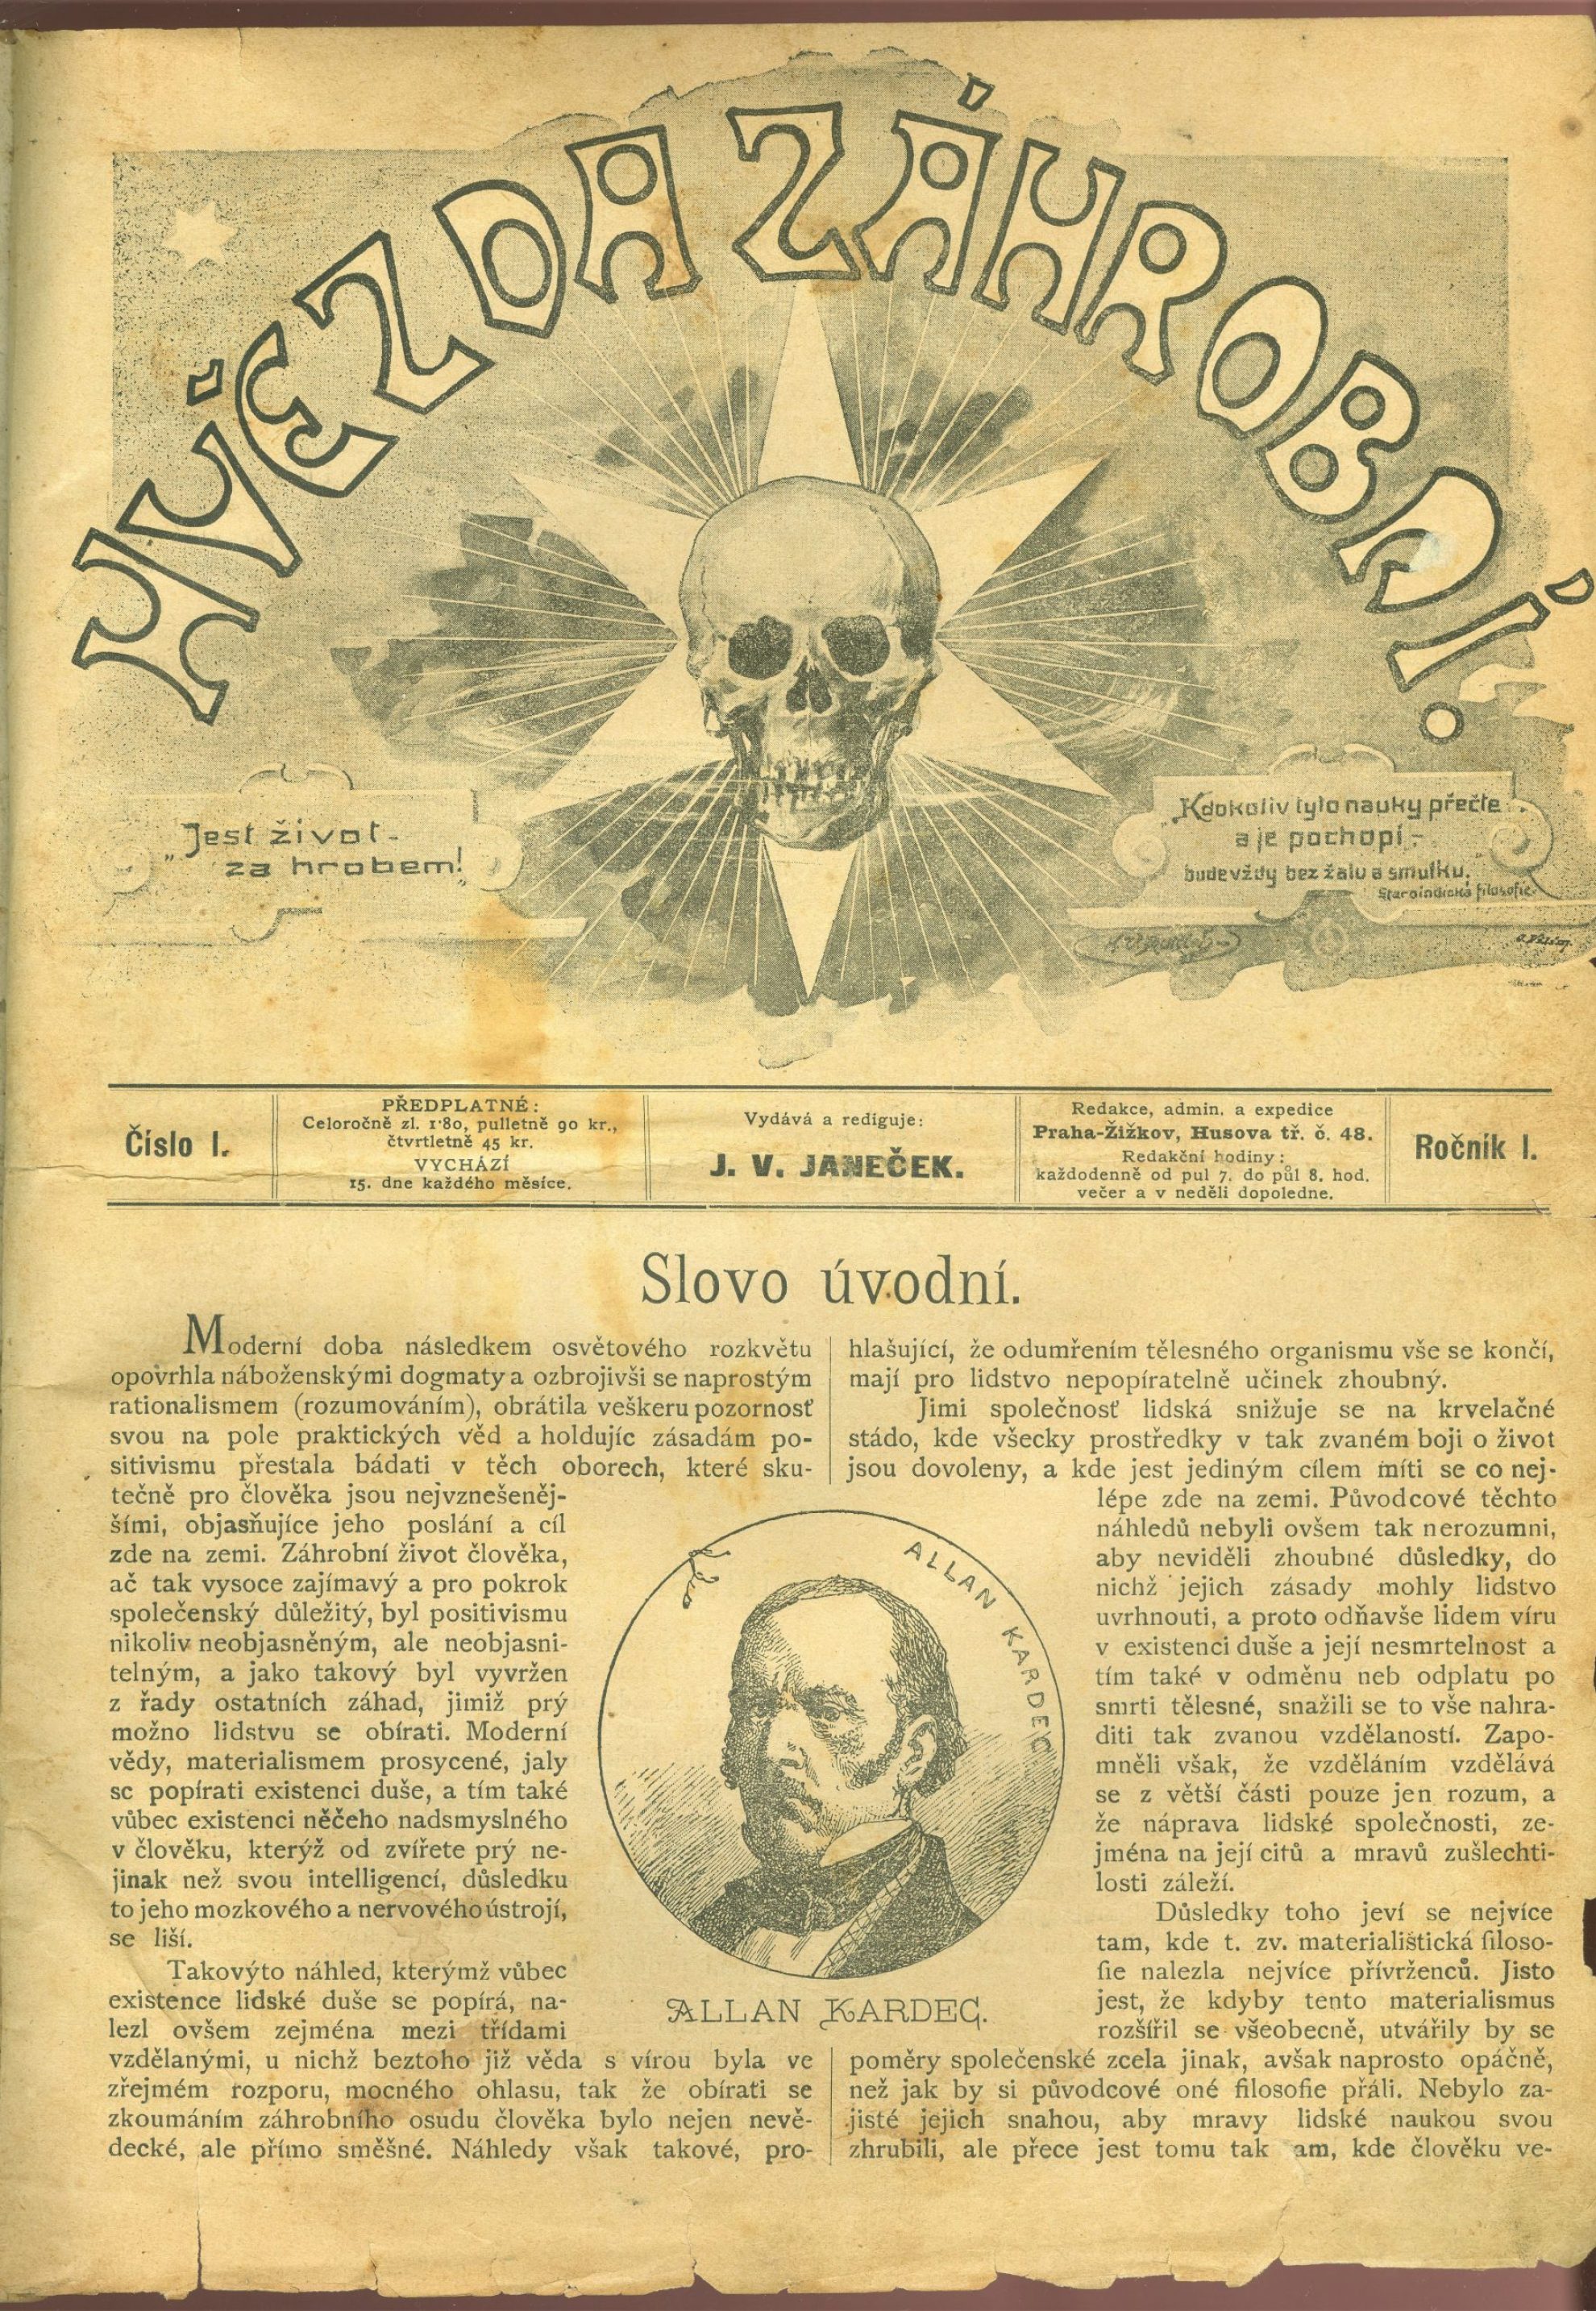 HVĚZDA ZÁHROBNÍ.
„Jest život
za hrobem!"
„Kdokoliv tyto nauky přečte
a je pochopí -
bude vždy bez žalu a smutku."
Staroindická filosofie.
Číslo I.
PŘEDPLATNÉ:
Celoročně zl. 1·80, pulletně 90 kr.,
čtvrtletně 45 kr.
VYCHÁZÍ
15. dne každého měsíce.
Vydává a rediguje:
J. V. JANEČEK.
Redakce, admin. a expedice
Praha-Žižkov, Husova tř. č. 48.
Redakční hodiny:
každodenně od pul 7. do půl 8. hod.
večer a v neděli dopoledne.
Ročník I.
Slovo úvodní.
Moderní doba následkem osvětového rozkvětu
opovrhla náboženskými dogmaty a ozbrojivši se naprostým
rationalismem (rozumováním), obrátila veškeru pozornosť
svou na pole praktických věd a holdujíc zásadám po-
sitivismu přestala bádati v těch oborech, které sku-
tečně pro člověka jsou nejvznešeněj-
šími, objasňujíce jeho poslání a cíl
zde na zemi. Záhrobní život člověka,
ač tak vysoce zajímavý a pro pokrok
společenský důležitý, byl positivismu
nikoliv neobjasněným, ale neobjasni-
telným, a jako takový byl vyvržen
z řady ostatních záhad, jimiž prý
možno lidstvu se obírati. Moderní
vědy, materialismem prosycené, jaly
se popírati existenci duše, a tím také
vůbec existenci něčeho nadsmyslného
v člověku, kterýž od zvířete prý ne-
jinak než svou intelligencí, důsledku
to jeho mozkového a nervového ústrojí,
se liší.
Takovýto náhled, kterýmž vůbec
existence lidské duše se popírá, na-
lezl ovšem zejména mezi třídami
vzdělanými, u nichž beztoho již věda s vírou byla ve
zřejmém rozporu, mocného ohlasu, tak že obírati se
zkoumáním záhrobního osudu člověka bylo nejen nevě-
decké, ale přímo směšné. Náhledy však takové, pro-
ALLAN KARDEC
ALLAN KARDEC.
hlašující, že odumřením tělesného organismu vše se končí,
mají pro lidstvo nepopíratelně učinek zhoubný.
Jimi společnosť lidská snižuje se na krvelačné
stádo, kde všecky prostředky v tak zvaném boji o život
jsou dovoleny, a kde jest jediným cílem míti se co nej-
lépe zde na zemi. Původcové těchto
náhledů nebyli ovšem tak nerozumni,
aby neviděli zhoubné důsledky, do
nichž jejich zásady mohly lidstvo
uvrhnouti, a proto odňavše lidem víru
v existenci duše a její nesmrtelnost a
tím také v odměnu neb odplatu po
smrti tělesné, snažili se to vše nahra-
diti tak zvanou vzdělaností. Zapo-
mněli však, že vzděláním vzdělává
se z větší části pouze jen rozum, a
že náprava lidské společnosti, ze-
jména na její citů a mravů zušlechti-
losti záleží.
Důsledky toho jeví se nejvíce
tam, kde t. zv. materialistická filoso-
fie nalezla nejvíce přívrženců. Jisto
jest, že kdyby tento materialismus
rozšířil se všeobecně, utvářily by se
poměry společenské zcela jinak, avšak naprosto opáčně,
než jak by si původcové oné filosofie přáli. Nebylo za-
jisté jejich snahou, aby mravy lidské naukou svou
zhrubili, ale přece jest tomu tak am, kde člověku ve-